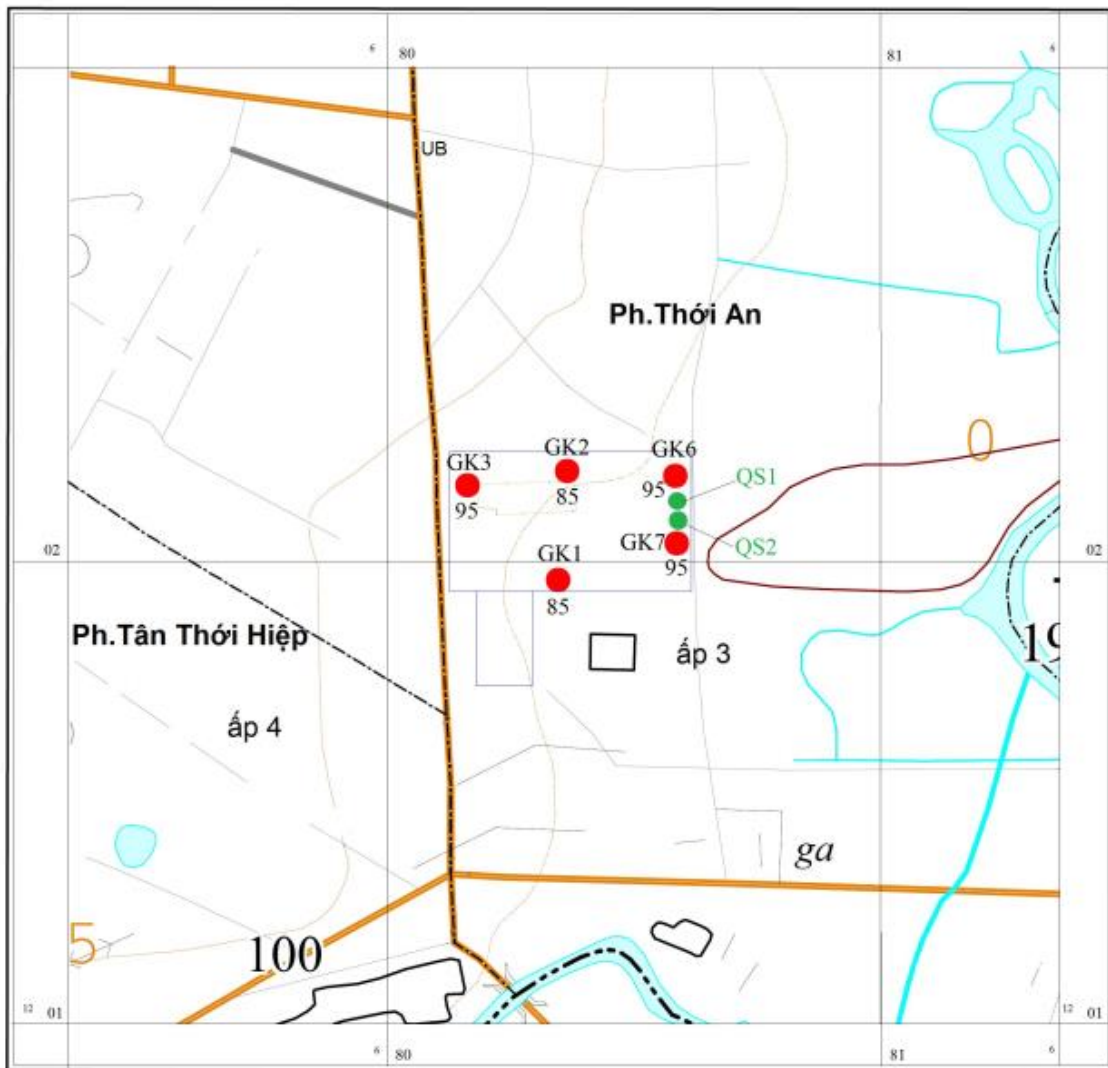 6 80 81 6
UB
Ph.Thới An
0
GK3 GK2 GK6
95 85 95
QS1
GK7 QS2
02 02
GK1 95
85
Ph.Tân Thới Hiệp
ấp 3
19
ấp 4
ga
5
100
12 01 12 01
6 80 81 6